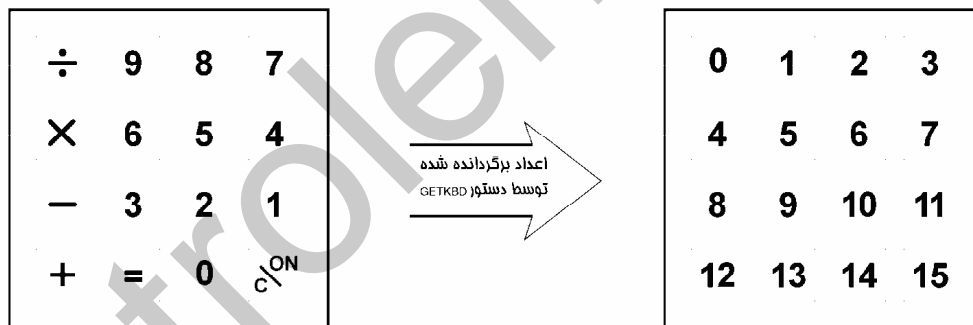 ÷ 9 8 7
× 6 5 4
− 3 2 1
+ = 0 C/ON
اعداد برگردانده شده
توسط دستور GETKBD
0 1 2 3
4 5 6 7
8 9 10 11
12 13 14 15